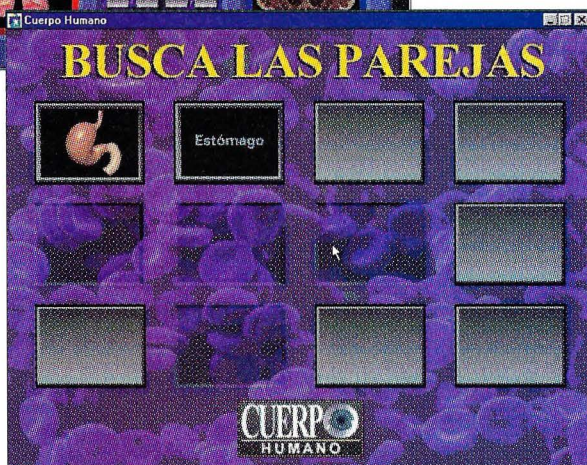 Cuerpo Humano
BUSCA LAS PAREJAS
Estómago
CUERPO
HUMANO